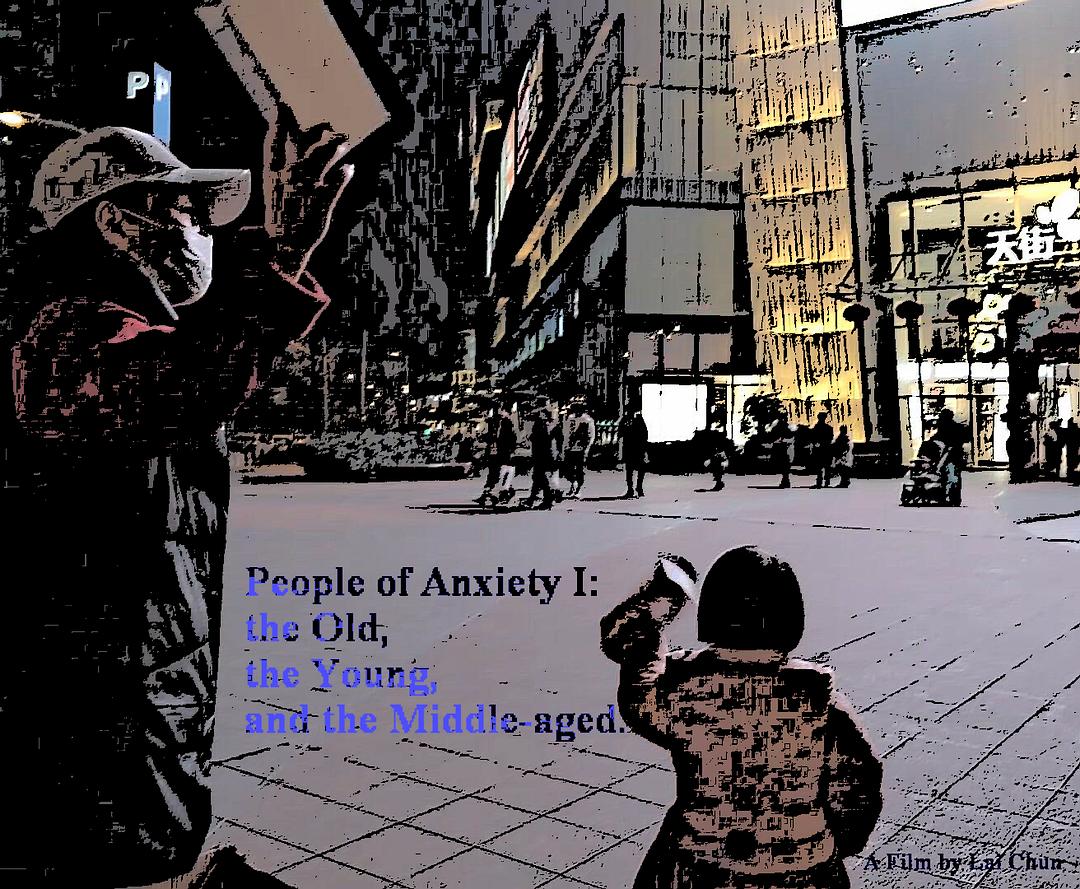 P P
天街
People of Anxiety I:
the Old,
the Young,
and the Middle-aged.
A Film by Lai Chun